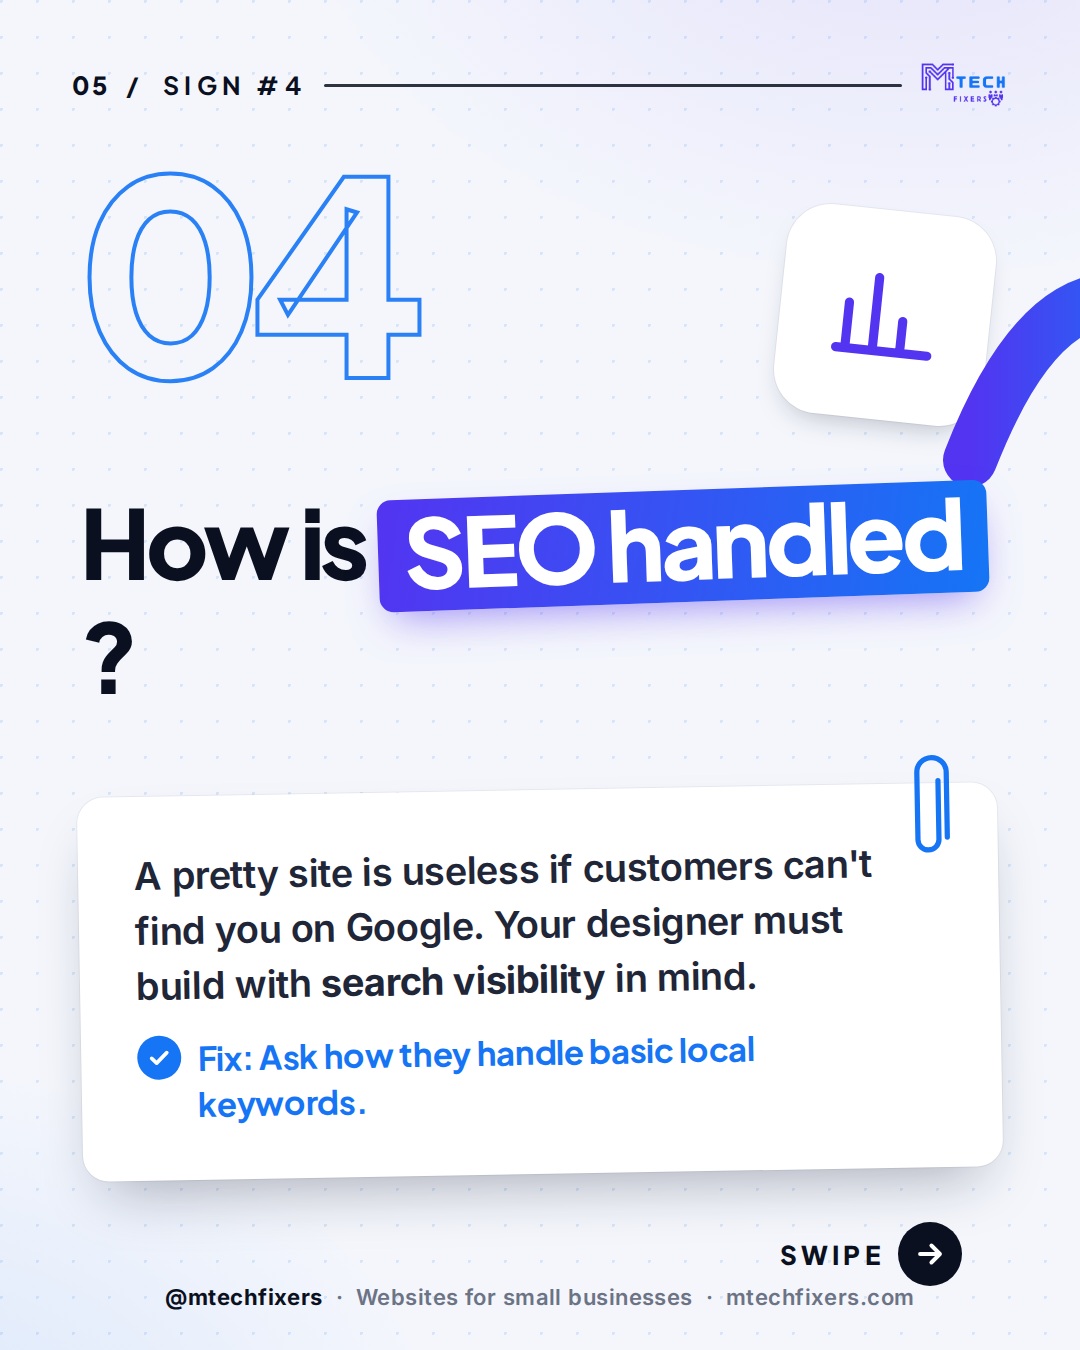 05 / SIGN #4
MTECH
FIXERS
04
How is SEO handled
?
A pretty site is useless if customers can't
find you on Google. Your designer must
build with search visibility in mind.
Fix: Ask how they handle basic local
keywords.
SWIPE
@mtechfixers · Websites for small businesses · mtechfixers.com